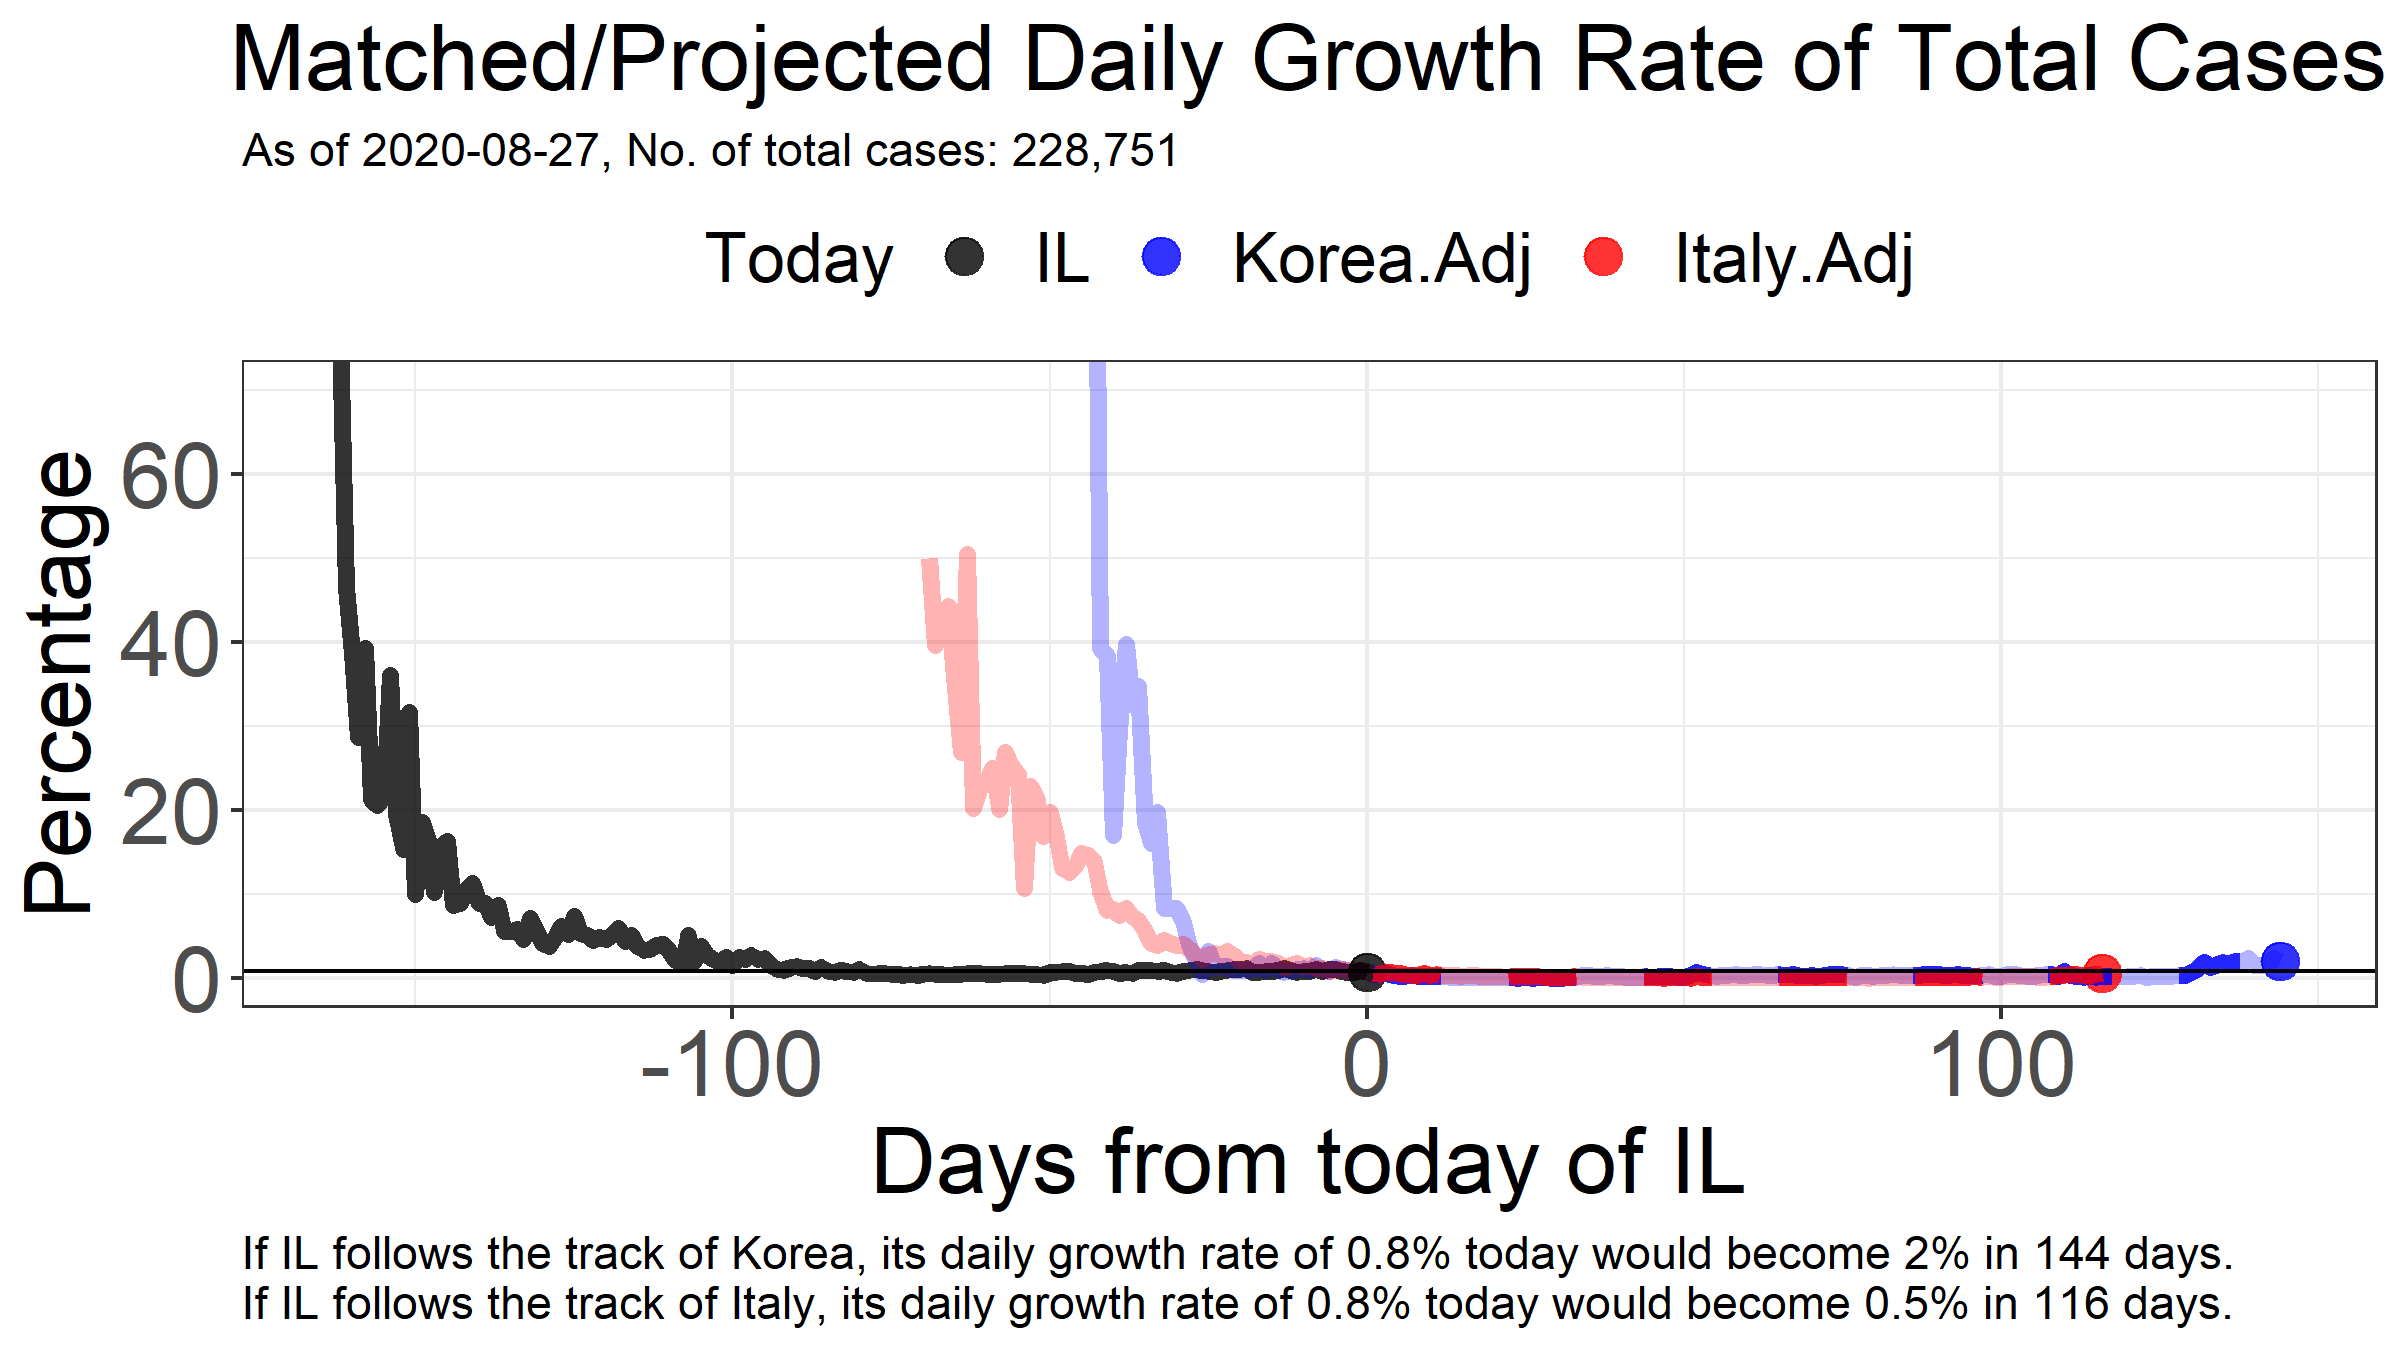 Matched/Projected Daily Growth Rate of Total Cases
As of 2020-08-27, No. of total cases: 228,751
Today IL Korea.Adj Italy.Adj
Percentage
60
40
20
0
-100 0 100
Days from today of IL
If IL follows the track of Korea, its daily growth rate of 0.8% today would become 2% in 144 days.
If IL follows the track of Italy, its daily growth rate of 0.8% today would become 0.5% in 116 days.